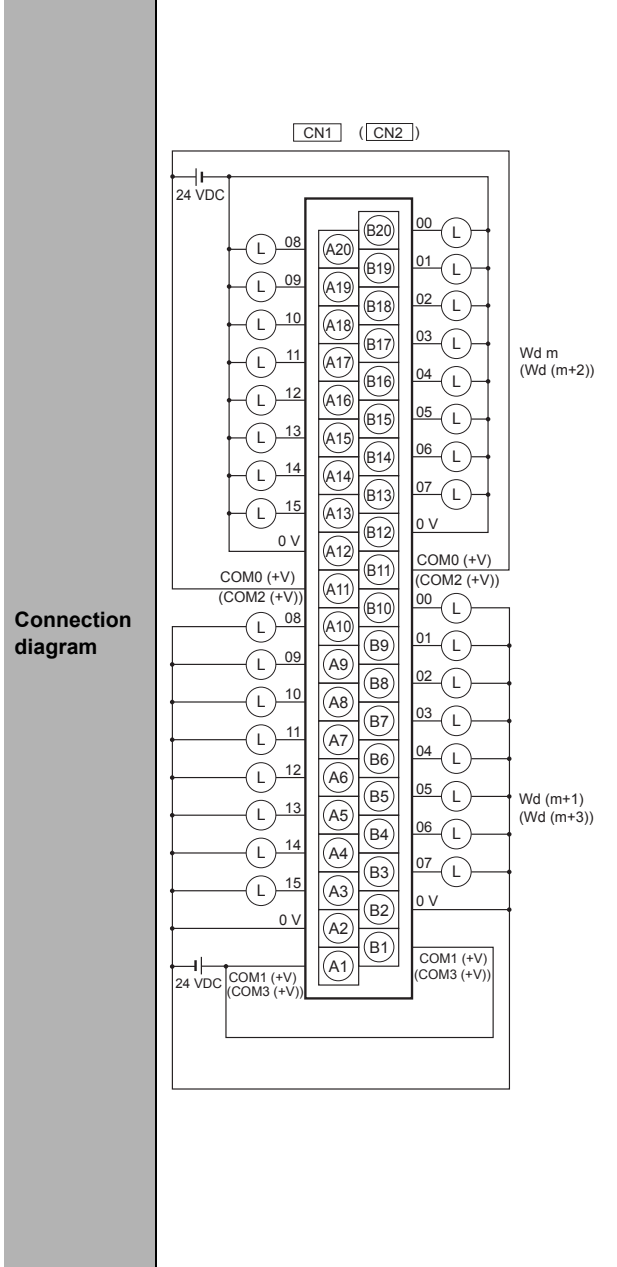 CN1 (CN2)
24 VDC
A20 B20
A19 B19
A18 B18
A17 B17
A16 B16
A15 B15
A14 B14
A13 B13
A12 B12
A11 B11
A10 B10
A9 B9
A8 B8
A7 B7
A6 B6
A5 B5
A4 B4
A3 B3
A2 B2
A1 B1
08 L
09 L
10 L
11 L
12 L
13 L
14 L
15 L
0 V
COM0 (+V)
(COM2 (+V))
08 L
09 L
10 L
11 L
12 L
13 L
14 L
15 L
0 V
24 VDC
COM1 (+V)
(COM3 (+V))
00 L
01 L
02 L
03 L
04 L
05 L
06 L
07 L
0 V
COM0 (+V)
(COM2 (+V))
00 L
01 L
02 L
03 L
04 L
05 L
06 L
07 L
0 V
COM1 (+V)
(COM3 (+V))
Wd m
(Wd (m+2))
Wd (m+1)
(Wd (m+3))
Connection
diagram